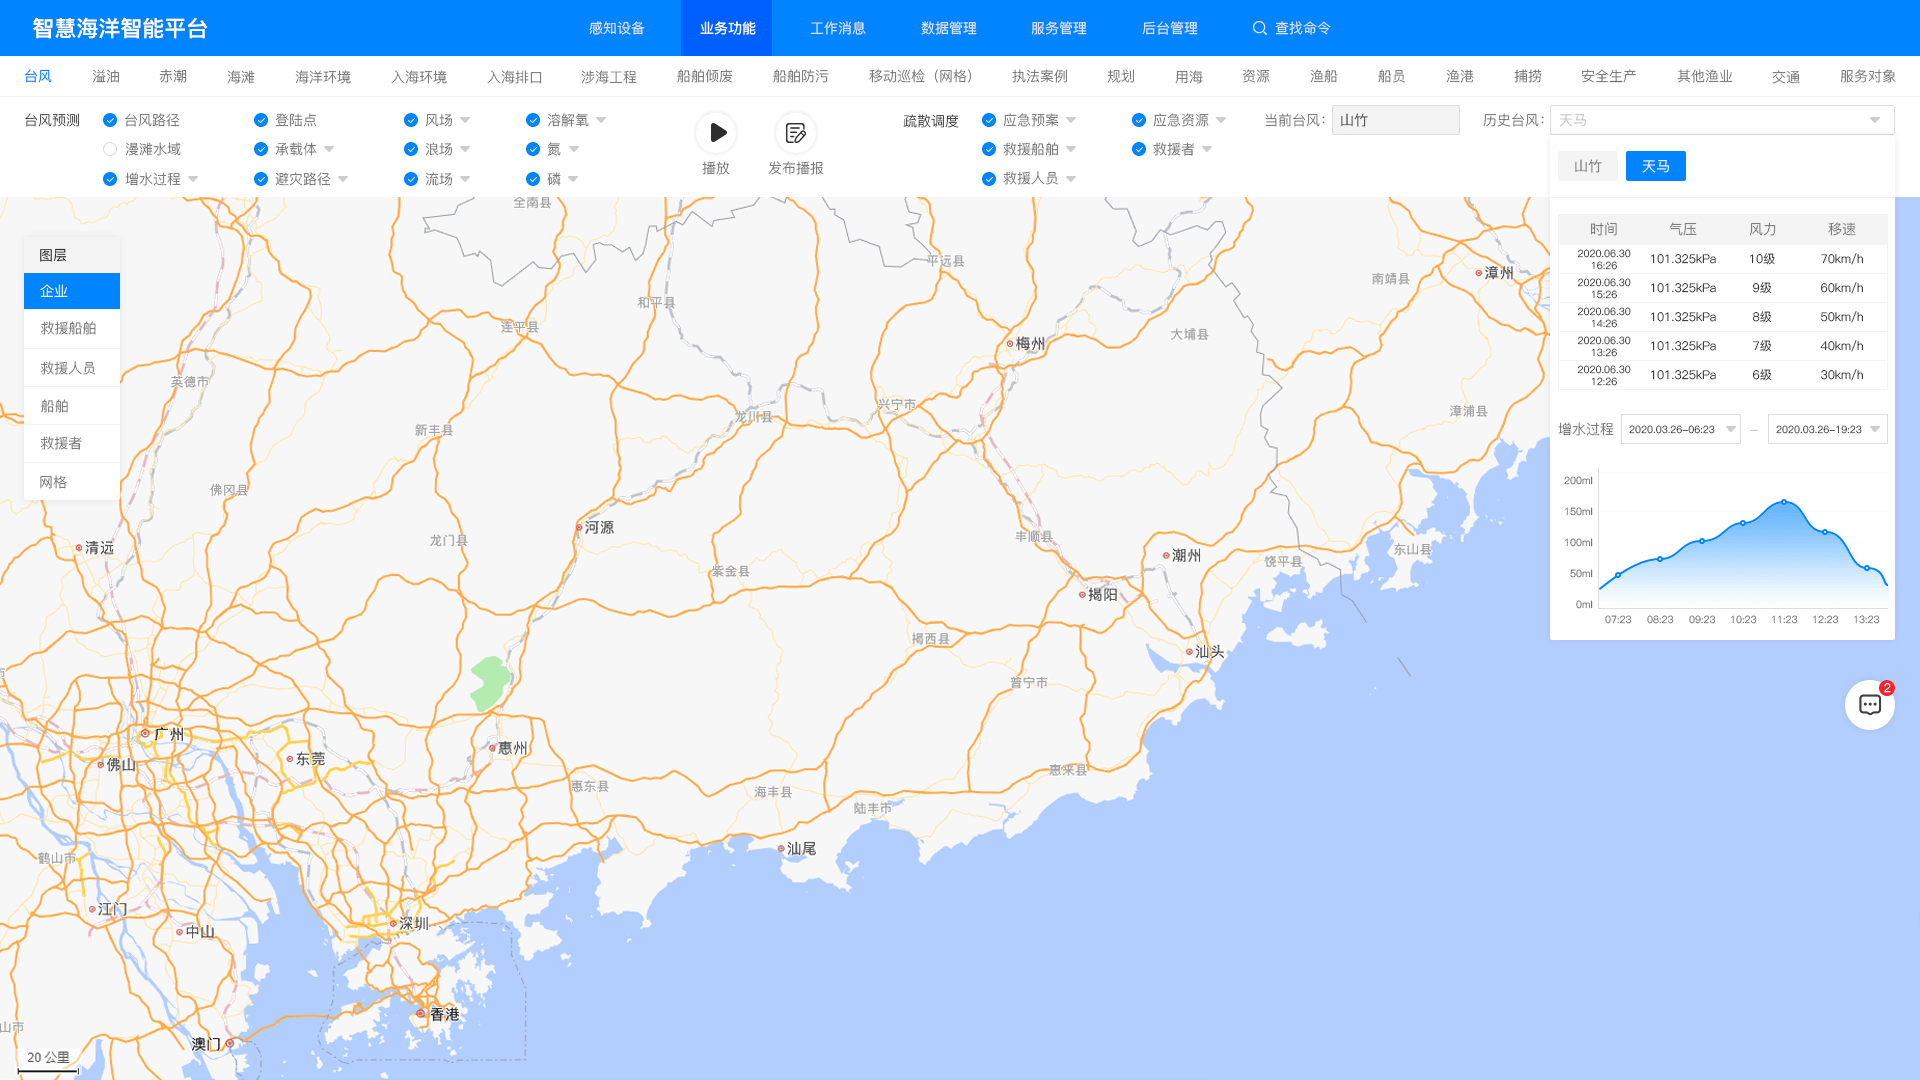 智慧海洋智能平台 感知设备 业务功能 工作消息 数据管理 服务管理 后台管理 查找命令
台风 溢油 赤潮 海滩 海洋环境 入海环境 入海排口 涉海工程 船舶倾废 船舶防污 移动巡检（网格） 执法案例 规划 用海 资源 渔船 船员 渔港 捕捞 安全生产 其他渔业 交通 服务对象
台风预测 台风路径 登陆点 风场 溶解氧
漫滩水域 承载体 浪场 氮
增水过程 避灾路径 流场 磷
播放 发布播报
疏散调度 应急预案 应急资源
救援船舶 救援者
救援人员
当前台风： 山竹 历史台风： 天马
山竹 天马
时间 气压 风力 移速
2020.06.30 16:26 101.325kPa 10级 70km/h
2020.06.30 15:26 101.325kPa 9级 60km/h
2020.06.30 14:26 101.325kPa 8级 50km/h
2020.06.30 13:26 101.325kPa 7级 40km/h
2020.06.30 12:26 101.325kPa 6级 30km/h
增水过程 2020.03.26-06:23 – 2020.03.26-19:23
200ml
150ml
100ml
50ml
0ml
07:23 08:23 09:23 10:23 11:23 12:23 13:23
2
图层
企业
救援船舶
救援人员
船舶
救援者
网格
全南县
平远县
南靖县
漳州
和平县
连平县
大埔县
梅州
英德市
兴宁市
漳浦县
龙川县
新丰县
佛冈县
河源
丰顺县
龙门县
清远
潮州
东山县
饶平县
紫金县
揭阳
揭西县
汕头
普宁市
广州
惠州
东莞
佛山
惠来县
惠东县
海丰县
陆丰市
汕尾
鹤山市
江门
深圳
中山
香港
山市
澳门
20 公里